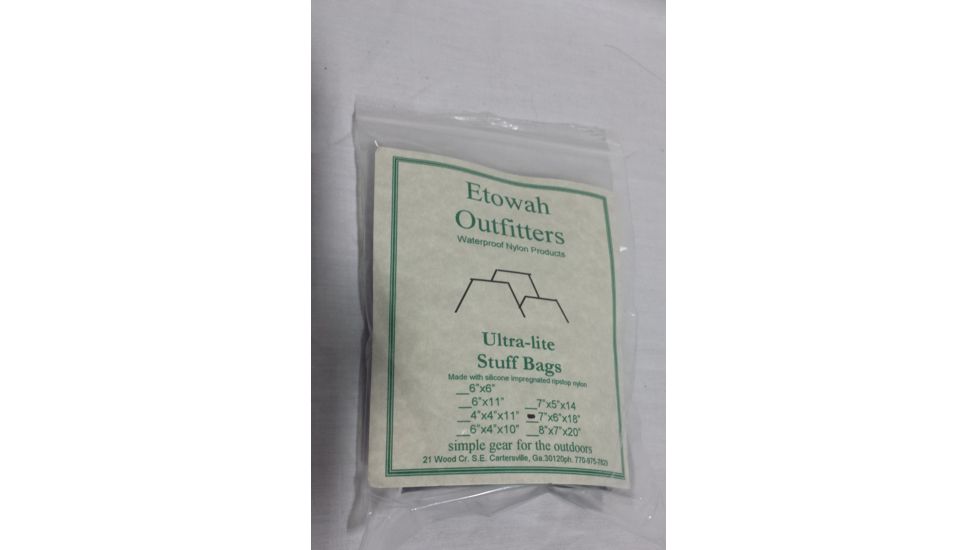 Etowah
Outfitters
Waterproof Nylon Products
Ultra-lite
Stuff Bags
Made with silicone impregnated ripstop nylon
__6"x6"
__6"x11" __7"x5"x14
__4"x4"x11" __7"x6"x18"
__6"x4"x10" __8"x7"x20"
simple gear for the outdoors
21 Wood Cr. S.E. Cartersville, Ga.30120ph. 770-975-7829